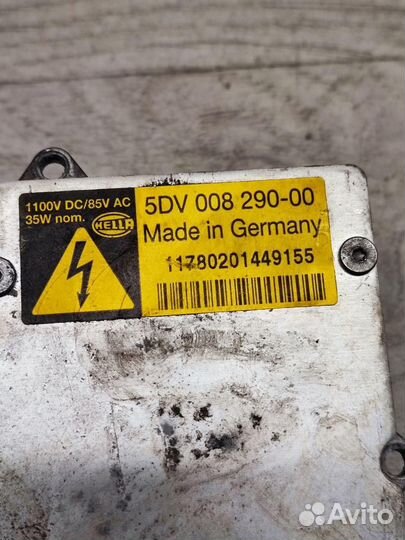 1100V DC/85V AC
35W nom.
HELLA
5DV 008 290-00
Made in Germany
11780201449155
Avito